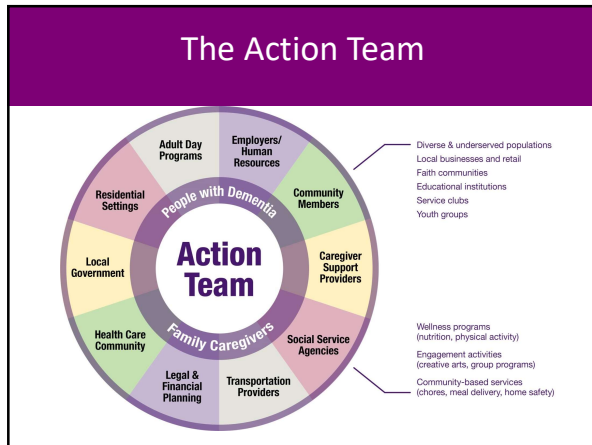 The Action Team
Adult Day
Programs
Employers/
Human
Resources
Community
Members
Caregiver
Support
Providers
Social Service
Agencies
Transportation
Providers
Legal &
Financial
Planning
Health Care
Community
Local
Government
Residential
Settings
People with Dementia
Action
Team
Family Caregivers
Diverse & underserved populations
Local businesses and retail
Faith communities
Educational institutions
Service clubs
Youth groups
Wellness programs
(nutrition, physical activity)
Engagement activities
(creative arts, group programs)
Community-based services
(chores, meal delivery, home safety)